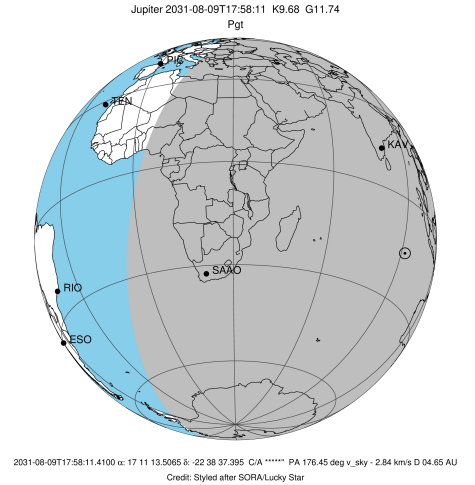 Jupiter 2031-08-09T17:58:11 K9.68 G11.74
Pgt
PIC
TEN
KAV
SAAO
RIO
ESO
2031-08-09T17:58:11.4100 α: 17 11 13.5065 δ: -22 38 37.395 C/A *****" PA 176.45 deg v_sky - 2.84 km/s D 04.65 AU
Credit: Styled after SORA/Lucky Star